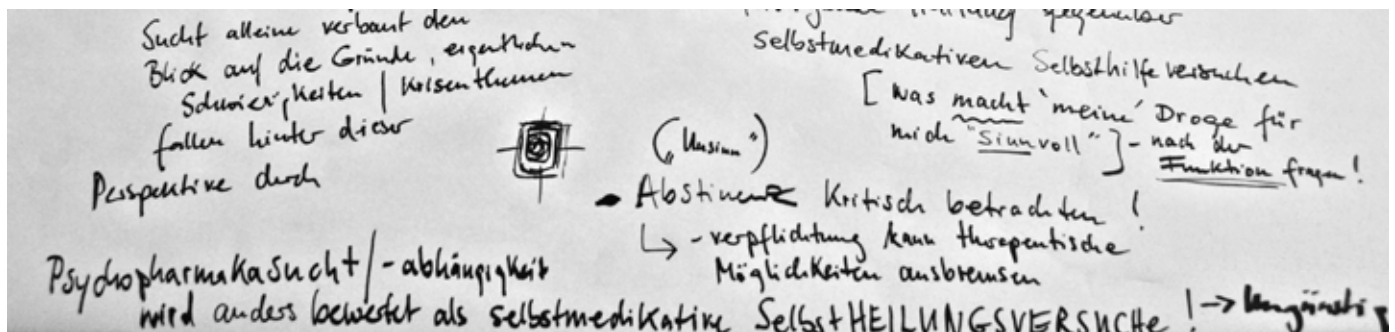 Sucht alleine verbaut den
Blick auf die Gründe, eigentlichen
Schwierigkeiten / Krisenthemen
fallen hinter dieser
Perspektive durch
gegenüber
selbstmedikativen Selbsthilfeversuchen
[was macht 'meine' Droge für
mich "Sinnvoll"] - nach der
Funktion fragen!
("Unsinn")
Abstinenz kritisch betrachten!
↳ -verpflichtung kann therapeutische
Möglichkeiten ausbremsen
Psychopharmakasucht/-abhängigkeit
wird anders bewertet als selbstmedikative SelbstHEILUNGSVERSUCHE! →